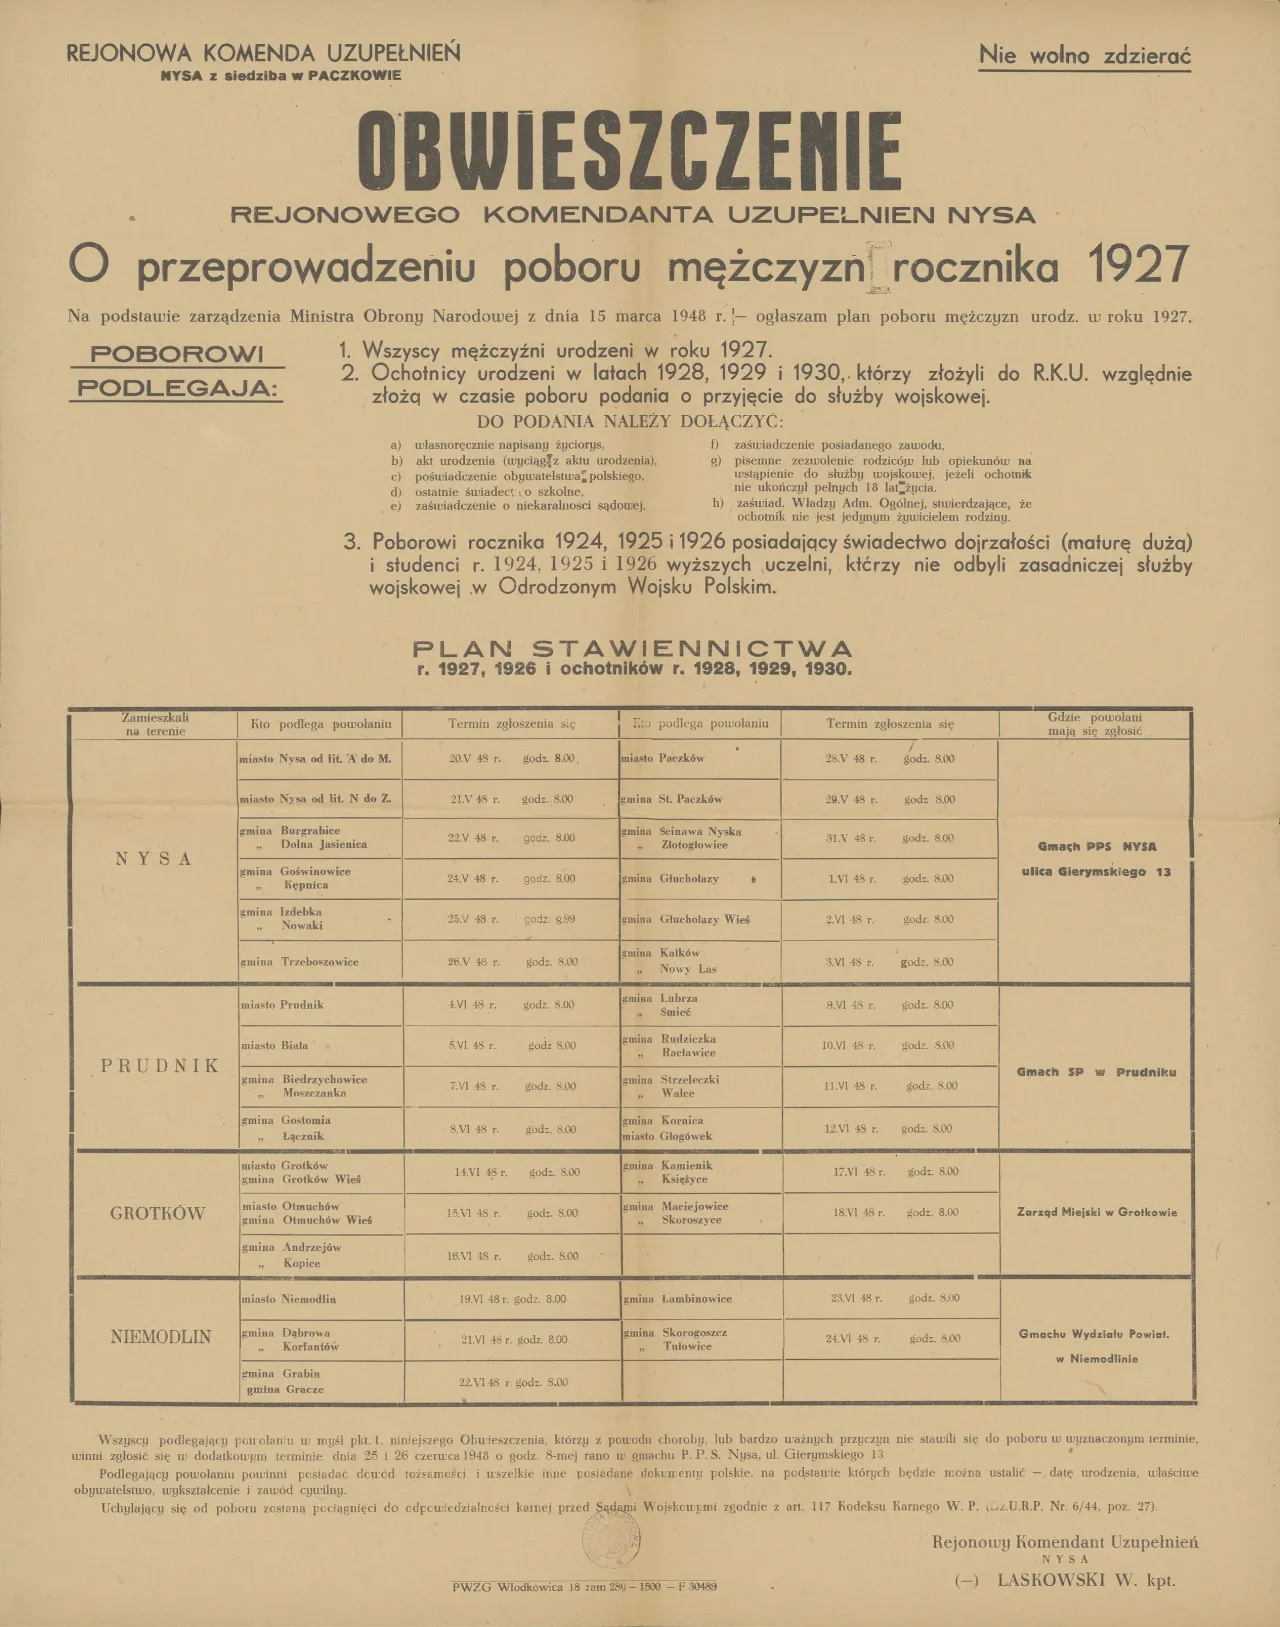 REJONOWA KOMENDA UZUPEŁNIEŃ
NYSA z siedziba w PACZKOWIE
Nie wolno zdzierać
OBWIESZCZENIE
REJONOWEGO KOMENDANTA UZUPEŁNIEN NYSA
O przeprowadzeniu poboru mężczyzn rocznika 1927
Na podstawie zarządzenia Ministra Obrony Narodowej z dnia 15 marca 1948 r. — ogłaszam plan poboru mężczyzn urodz. w roku 1927.
POBOROWI
PODLEGAJA:
1. Wszyscy mężczyźni urodzeni w roku 1927.
2. Ochotnicy urodzeni w latach 1928, 1929 i 1930, którzy złożyli do R.K.U. względnie
złożą w czasie poboru podania o przyjęcie do służby wojskowej.
DO PODANIA NALEŻY DOŁĄCZYĆ:
a) własnoręcznie napisany życiorys,
b) akt urodzenia (wyciąg z aktu urodzenia),
c) poświadczenie obywatelstwa polskiego,
d) ostatnie świadectwo szkolne,
e) zaświadczenie o niekaralnosci sądowej,
f) zaświadczenie posiadanego zawodu,
g) pisemne zezwolenie rodziców lub opiekunów na
wstąpienie do służby wojskowej, jeżeli ochotnik
nie ukończył pełnych 18 lat życia.
h) zaświad. Władzy Adm. Ogólnej, stwierdzające, że
ochotnik nie jest jedynym żywicielem rodziny.
3. Poborowi rocznika 1924, 1925 i 1926 posiadający świadectwo dojrzałości (maturę dużą)
i studenci r. 1924, 1925 i 1926 wyższych uczelni, którzy nie odbyli zasadniczej służby
wojskowej w Odrodzonym Wojsku Polskim.
PLAN STAWIENNICTWA
r. 1927, 1926 i ochotników r. 1928, 1929, 1930.
Zamieszkali
na terenie
Kto podlega powołaniu
Termin zgłoszenia się
Kto podlega powołaniu
Termin zgłoszenia się
Gdzie powołani
mają się zgłosić
NYSA
miasto Nysa od lit. A do M. 20.V 48 r. godz. 8.00 miasto Paczków 28.V 48 r. godz. 8.00
miasto Nysa od lit. N do Z. 21.V 48 r. godz. 8.00 gmina St. Paczków 29.V 48 r. godz 8.00
gmina Burgrabice
„ Dolna Jasienica
22.V 48 r. godz. 8.00
gmina Ścinawa Nyska
„ Złotogłowice
31.V 48 r. godz. 8.00
gmina Goświnowice
„ Kępnica
24.V 48 r. godz. 8.00
gmina Głuchołazy
1.VI 48 r. godz. 8.00
gmina Izdebka
„ Nowaki
25.V 48 r. godz. 8.99
gmina Głuchołazy Wieś
2.VI 48 r. godz. 8.00
gmina Trzeboszowice
26.V 48 r. godz. 8.00
gmina Kałków
„ Nowy Las
3.VI 48 r. godz. 8.00
Gmach PPS NYSA
ulica Gierymskiego 13
PRUDNIK
miasto Prudnik
4.VI 48 r. godz. 8.00
gmina Lubrza
„ Smicć
9.VI 48 r. godz. 8.00
miasto Biała
5.VI 48 r. godz 8.00
gmina Rudziczka
„ Racławice
10.VI 48 r. godz. 8.00
gmina Biedrzychowice
„ Moszczanka
7.VI 48 r. godz. 8.00
gmina Strzeleczki
„ Walce
11.VI 48 r. godz. 8.00
gmina Gostomia
„ Łącznik
8.VI 48 r. godz. 8.00
gmina Kornica
miasto Głogówek
12.VI 48 r. godz. 8.00
Gmach SP w Prudniku
GROTKÓW
miasto Grotków
gmina Grotków Wieś
14.VI 48 r. godz. 8.00
gmina Kamienik
„ Księżyce
17.VI 48 r. godz. 8.00
miasto Otmuchów
gmina Otmuchów Wieś
15.VI 48 r. godz. 8.00
gmina Maciejowice
„ Skoroszyce
18.VI 48 r. godz. 8.00
gmina Andrzejów
„ Kopice
16.VI 48 r. godz. 8.00
Zarząd Miejski w Grotkowie
NIEMODLIN
miasto Niemodlin
19.VI 48 r. godz. 8.00
gmina Łambinowice
23.VI 48 r. godz. 8.00
gmina Dąbrowa
„ Korfantów
21.VI 48 r. godz. 8.00
gmina Skorogoszcz
„ Tułowice
24.VI 48 r. godz. 8.00
gmina Grabin
gmina Gracze
22.VI 48 r. godz. 8.00
Gmachu Wydziału Powiat.
w Niemodlinie
Wszyscy podlegający powołaniu w myśl pkt. 1. niniejszego Obwieszczenia, którzy z powodu choroby, lub bardzo ważnych przyczyn nie stawili się do poboru w wyznaczonym terminie,
winni zgłosić się w dodatkowym terminie dnia 25 i 26 czerwca 1948 o godz. 8-mej rano w gmachu P. P. S. Nysa, ul. Gierymskiego 13
Podlegający powołaniu powinni posiadać dowód tożsamości i wszelkie inne posiadane dokumenty polskie, na podstawie których będzie można ustalić — datę urodzenia, właściwe
obywatelstwo, wykształcenie i zawód cywilny.
Uchylający się od poboru zostaną pociągnięci do odpowiedzialności karnej przed Sądami Wojskowymi zgodnie z art. 117 Kodeksu Karnego W. P. (Dz.U.R.P. Nr. 6/44, poz. 27).
Rejonowy Komendant Uzupełnień
NYSA
(—) LASKOWSKI W. kpt.
PWZG Włodkowica 18 zam 280 — 1500 — F 30489